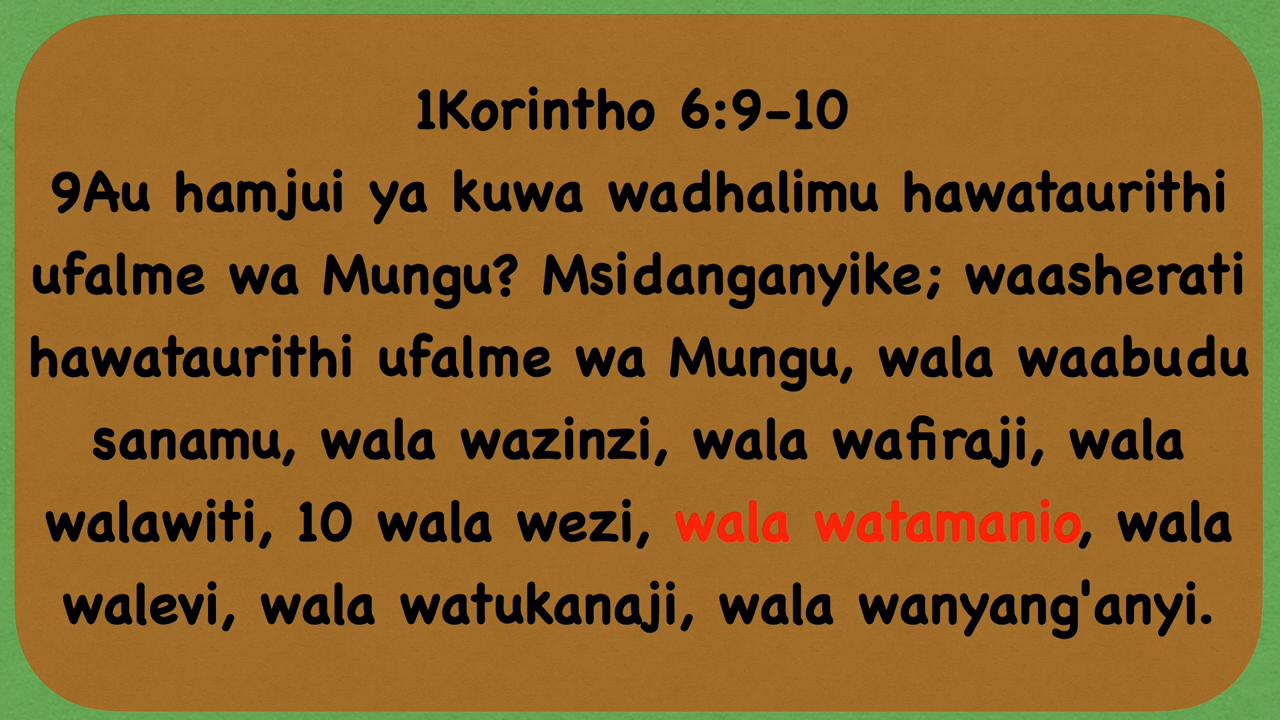 1Korintho 6:9-10
9Au hamjui ya kuwa wadhalimu hawataurithi
ufalme wa Mungu? Msidanganyike; waasherati
hawataurithi ufalme wa Mungu, wala waabudu
sanamu, wala wazinzi, wala wafiraji, wala
walawiti, 10 wala wezi, wala watamanio, wala
walevi, wala watukanaji, wala wanyang'anyi.